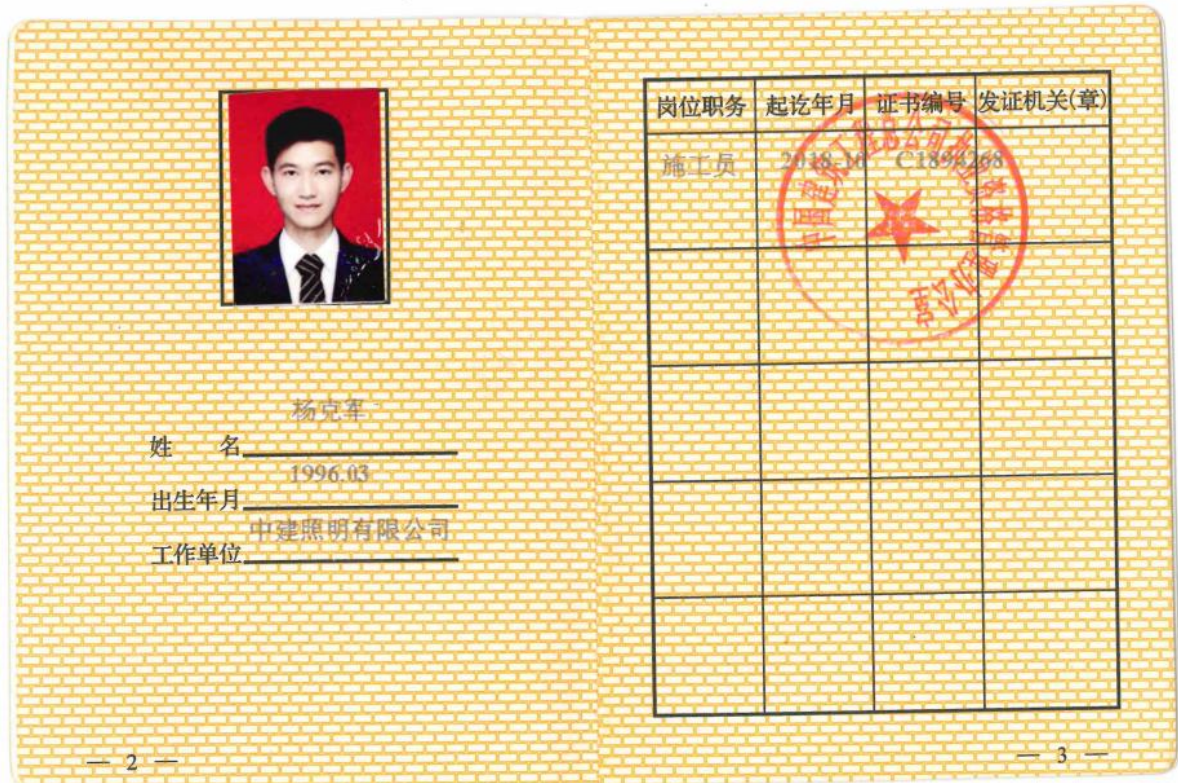 杨克军
姓 名
1996.03
出生年月
中建照明有限公司
工作单位
— 2 —
岗位职务 起讫年月 证书编号 发证机关(章)
施工员 2018-10 C1894268
— 3 —